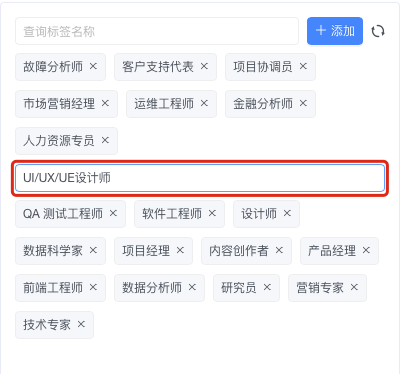 查询标签名称 添加
故障分析师 客户支持代表 项目协调员
市场营销经理 运维工程师 金融分析师
人力资源专员
UI/UX/UE设计师
QA 测试工程师 软件工程师 设计师
数据科学家 项目经理 内容创作者 产品经理
前端工程师 数据分析师 研究员 营销专家
技术专家